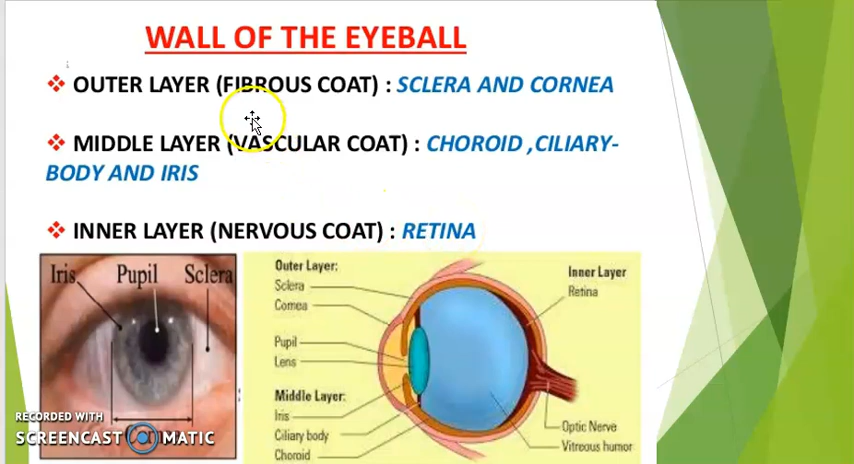 WALL OF THE EYEBALL
❖ OUTER LAYER (FIBROUS COAT) : SCLERA AND CORNEA
❖ MIDDLE LAYER (VASCULAR COAT) : CHOROID ,CILIARY-
BODY AND IRIS
❖ INNER LAYER (NERVOUS COAT) : RETINA
Iris Pupil Sclera
RECORDED WITH
SCREENCAST MATIC
Outer Layer:
Sclera
Cornea
Pupil
Lens
Middle Layer:
Iris
Ciliary body
Choroid
Inner Layer
Retina
Optic Nerve
Vitreous humor